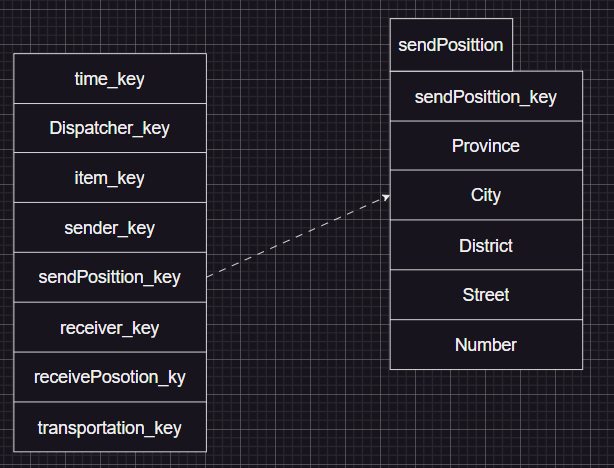 time_key
Dispatcher_key
item_key
sender_key
sendPosittion_key
receiver_key
receivePosotion_ky
transportation_key
sendPosittion
sendPosittion_key
Province
City
District
Street
Number